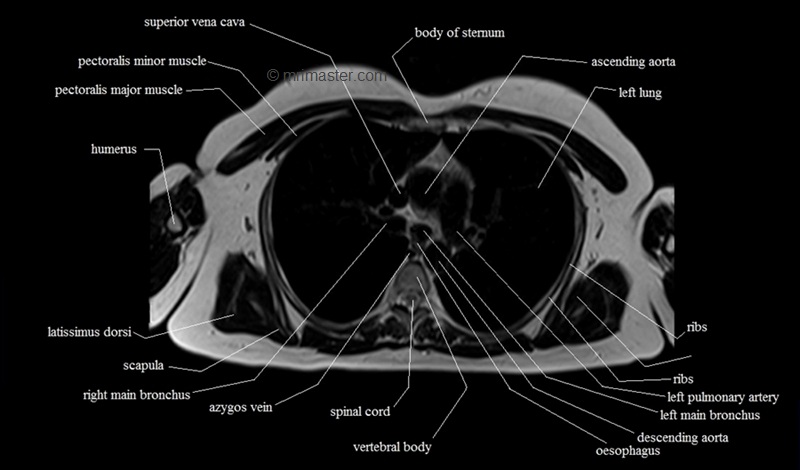 superior vena cava
body of sternum
pectoralis minor muscle
ascending aorta
© mrimaster.com
pectoralis major muscle
left lung
humerus
latissimus dorsi
ribs
scapula
ribs
right main bronchus
left pulmonary artery
azygos vein
spinal cord
left main bronchus
vertebral body
descending aorta
oesophagus